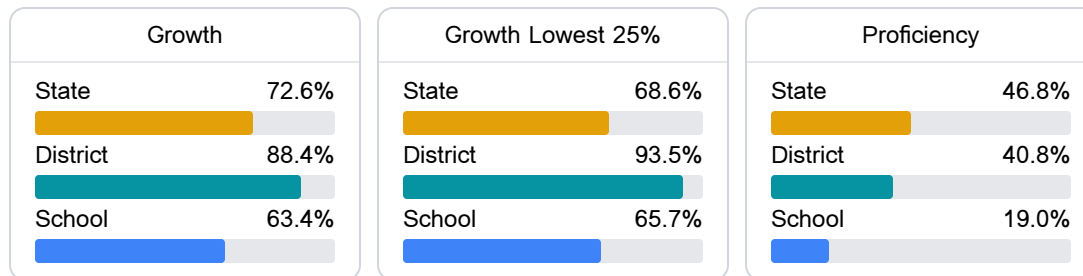 Growth
State 72.6%
District 88.4%
School 63.4%
Growth Lowest 25%
State 68.6%
District 93.5%
School 65.7%
Proficiency
State 46.8%
District 40.8%
School 19.0%